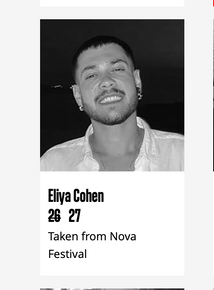 Eliya Cohen
26 27
Taken from Nova
Festival